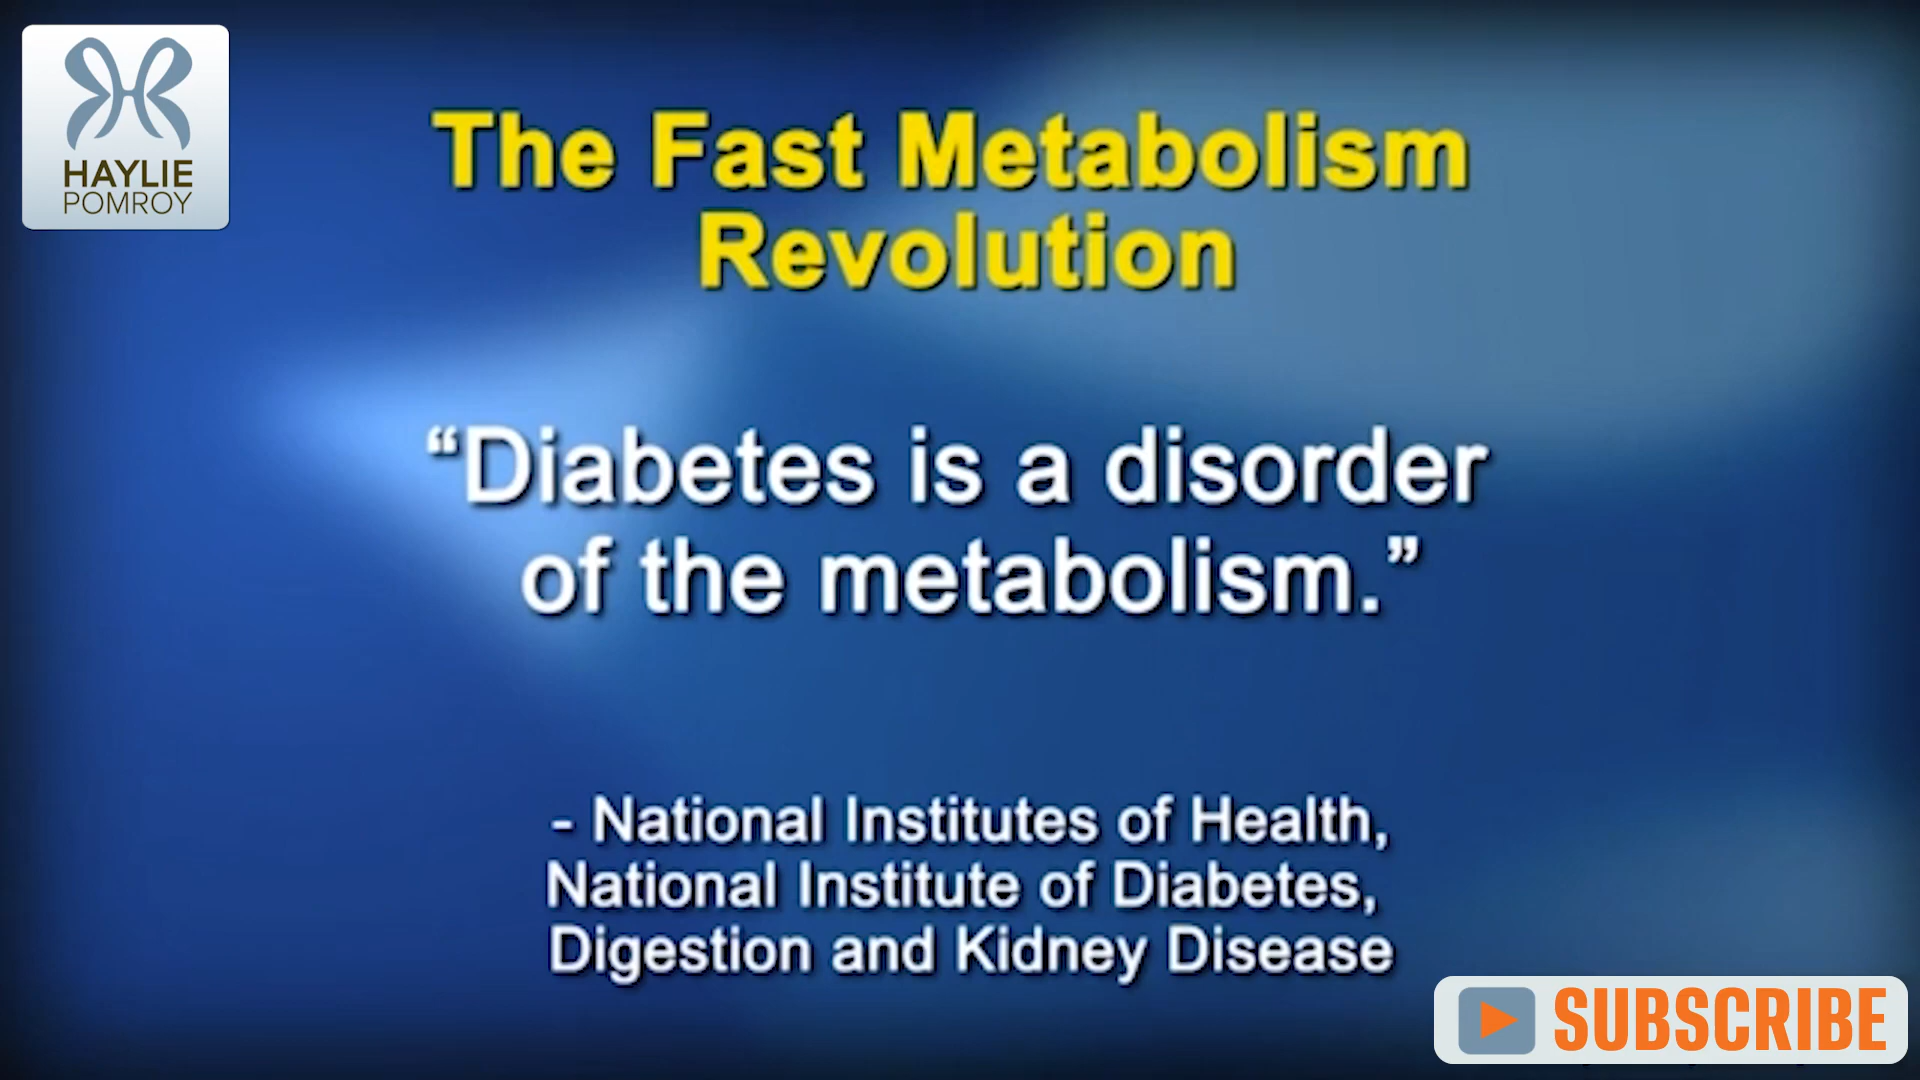 HAYLIE
POMROY
The Fast Metabolism
Revolution
“Diabetes is a disorder
of the metabolism.”
- National Institutes of Health,
National Institute of Diabetes,
Digestion and Kidney Disease
SUBSCRIBE